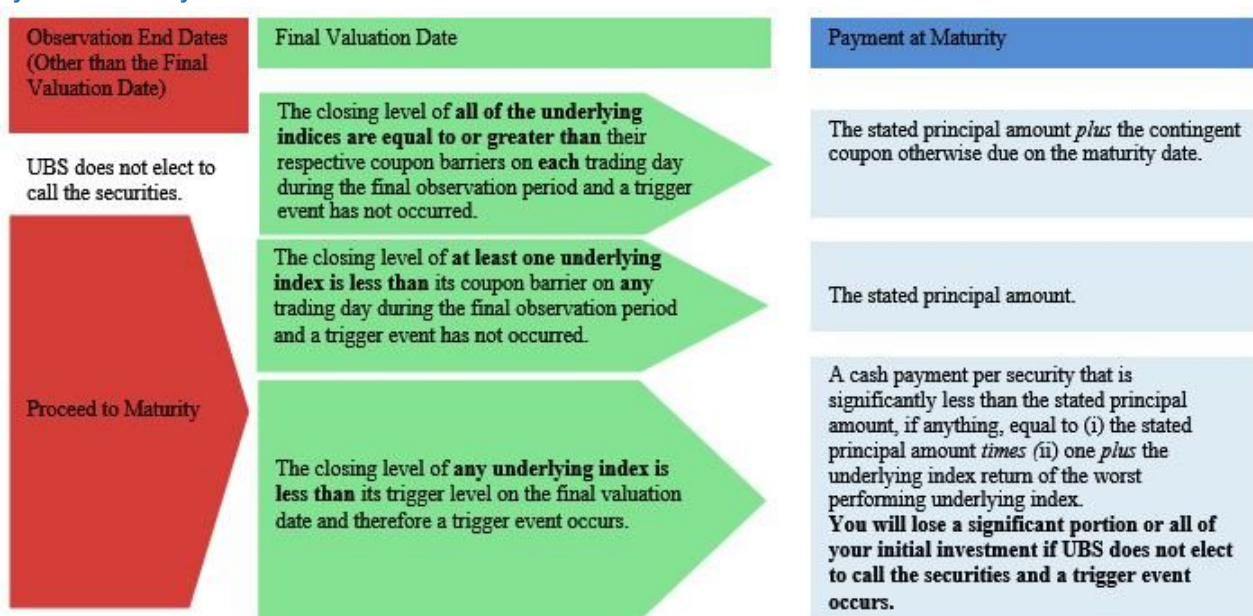 Observation End Dates
(Other than the Final
Valuation Date)
Final Valuation Date
Payment at Maturity
UBS does not elect to
call the securities.
The closing level of all of the underlying
indices are equal to or greater than their
respective coupon barriers on each trading day
during the final observation period and a trigger
event has not occurred.
The stated principal amount plus the contingent
coupon otherwise due on the maturity date.
The closing level of at least one underlying
index is less than its coupon barrier on any
trading day during the final observation period
and a trigger event has not occurred.
The stated principal amount.
Proceed to Maturity
The closing level of any underlying index is
less than its trigger level on the final valuation
date and therefore a trigger event occurs.
A cash payment per security that is
significantly less than the stated principal
amount, if anything, equal to (i) the stated
principal amount times (ii) one plus the
underlying index return of the worst
performing underlying index.
You will lose a significant portion or all of
your initial investment if UBS does not elect
to call the securities and a trigger event
occurs.